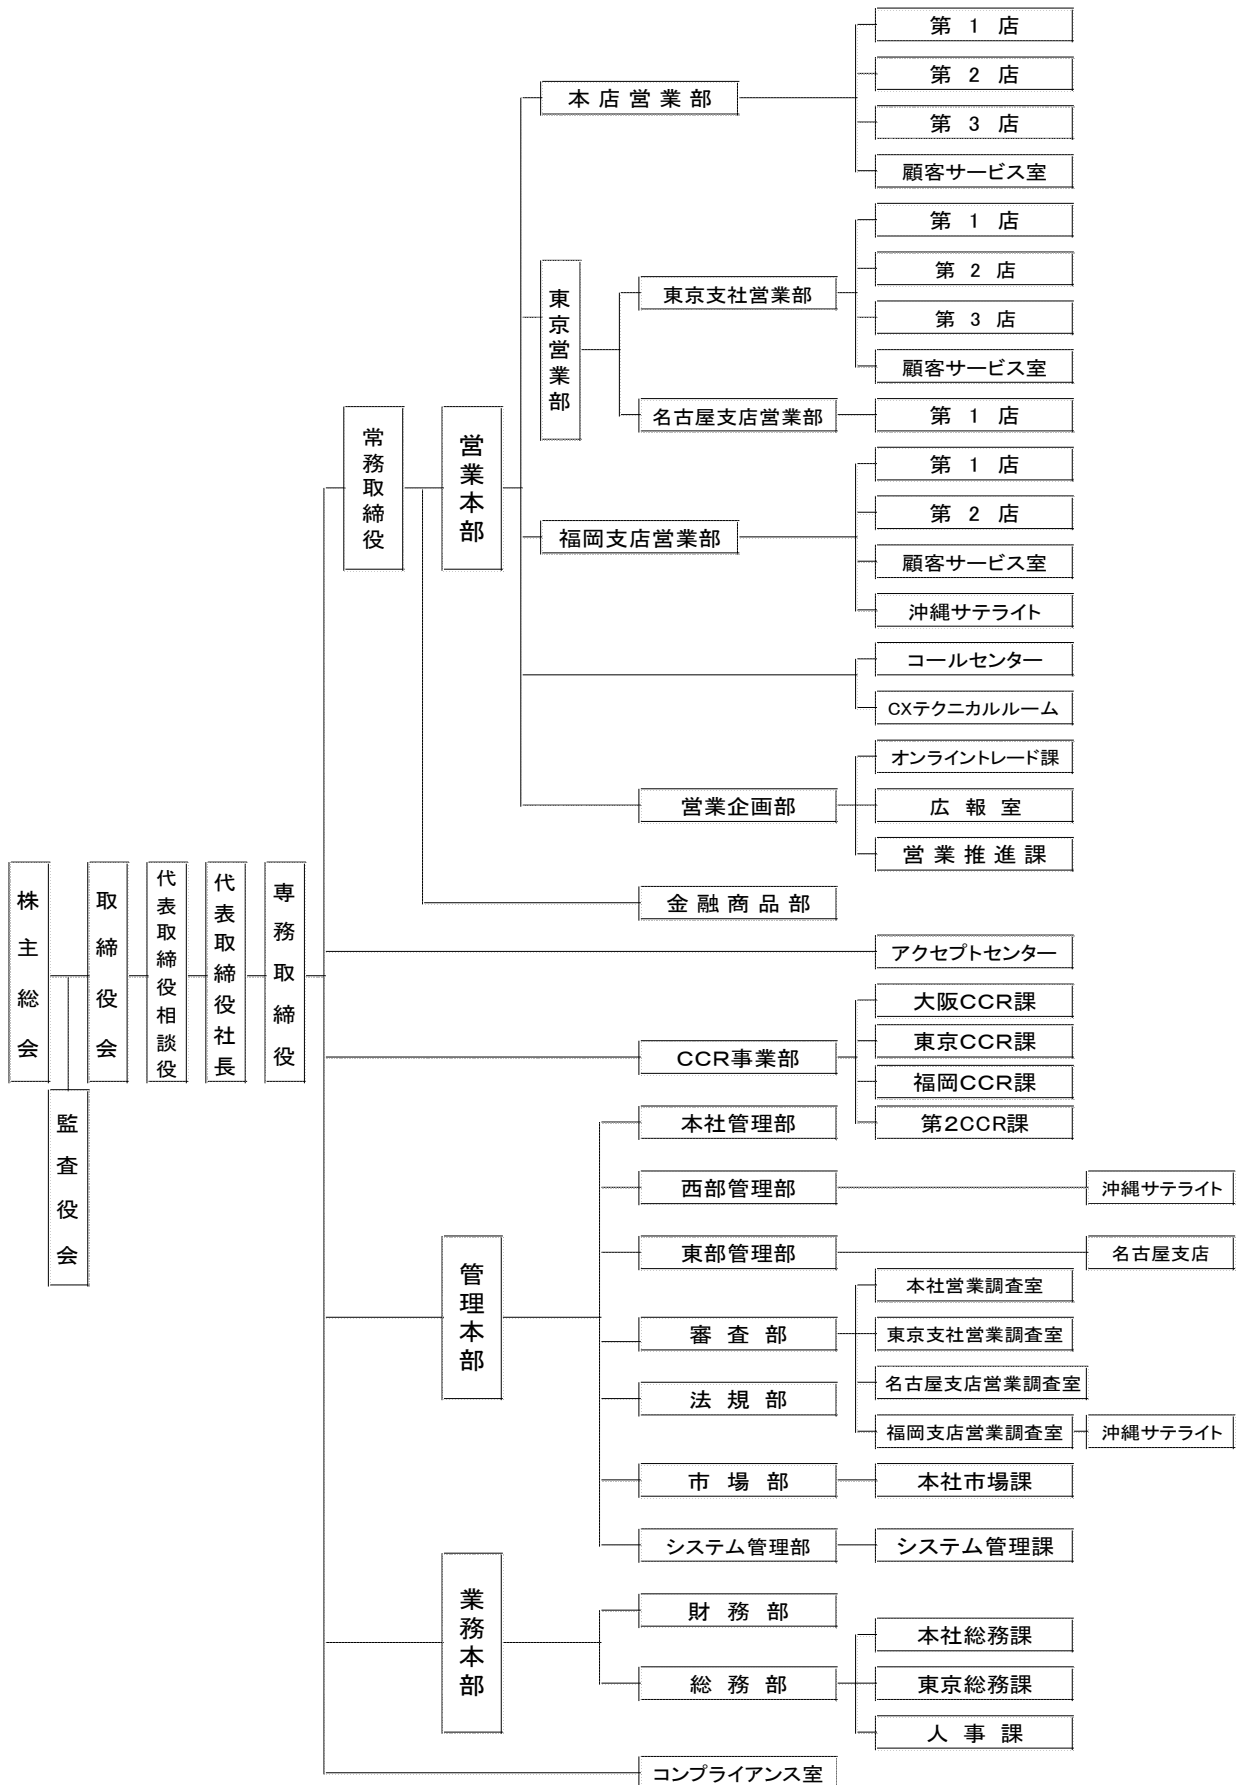 株主総会
監査役会
取締役会
代表取締役相談役
代表取締役社長
専務取締役
常務取締役
営業本部
本店営業部
第1店
第2店
第3店
顧客サービス室
東京営業部
東京支社営業部
第1店
第2店
第3店
顧客サービス室
名古屋支店営業部
第1店
福岡支店営業部
第1店
第2店
顧客サービス室
沖縄サテライト
コールセンター
CXテクニカルルーム
営業企画部
オンライントレード課
広報室
営業推進課
金融商品部
アクセプトセンター
CCR事業部
大阪CCR課
東京CCR課
福岡CCR課
第2CCR課
管理本部
本社管理部
西部管理部
沖縄サテライト
東部管理部
名古屋支店
審査部
本社営業調査室
東京支社営業調査室
名古屋支店営業調査室
福岡支店営業調査室
沖縄サテライト
法規部
市場部
本社市場課
システム管理部
システム管理課
業務本部
財務部
総務部
本社総務課
東京総務課
人事課
コンプライアンス室